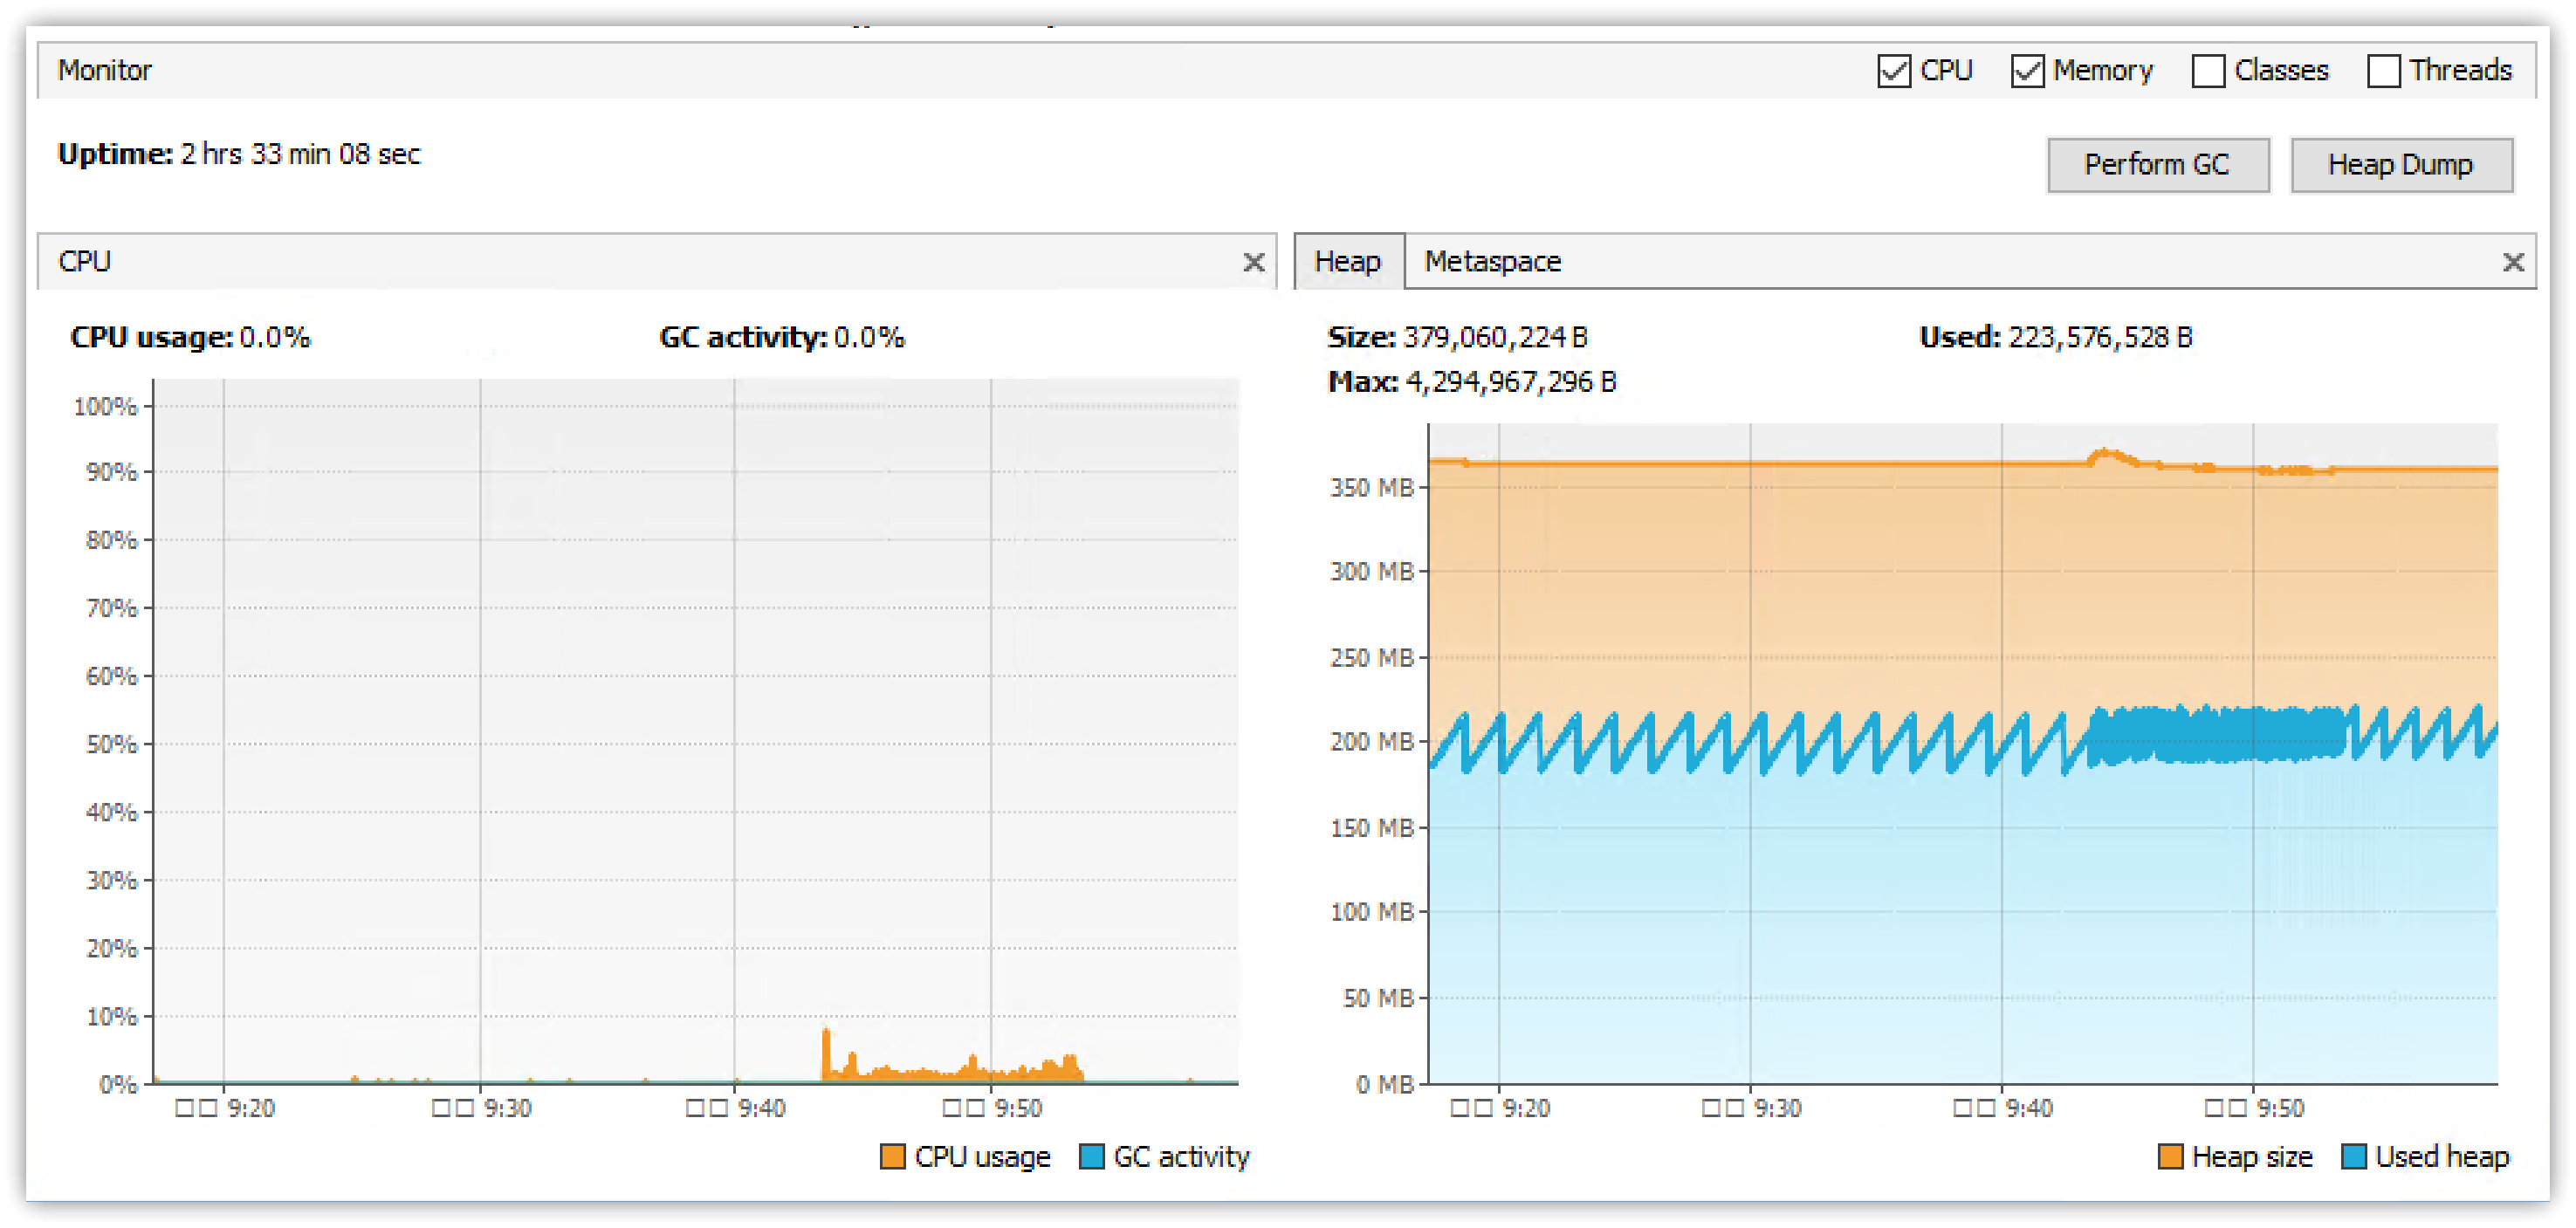 Monitor CPU Memory Classes Threads
Uptime: 2 hrs 33 min 08 sec
Perform GC Heap Dump
CPU
Heap Metaspace
CPU usage: 0.0% GC activity: 0.0%
Size: 379,060,224 B Used: 223,576,528 B
Max: 4,294,967,296 B
100%
90%
80%
70%
60%
50%
40%
30%
20%
10%
0%
9:20 9:30 9:40 9:50
CPU usage GC activity
350 MB
300 MB
250 MB
200 MB
150 MB
100 MB
50 MB
0 MB
9:20 9:30 9:40 9:50
Heap size Used heap